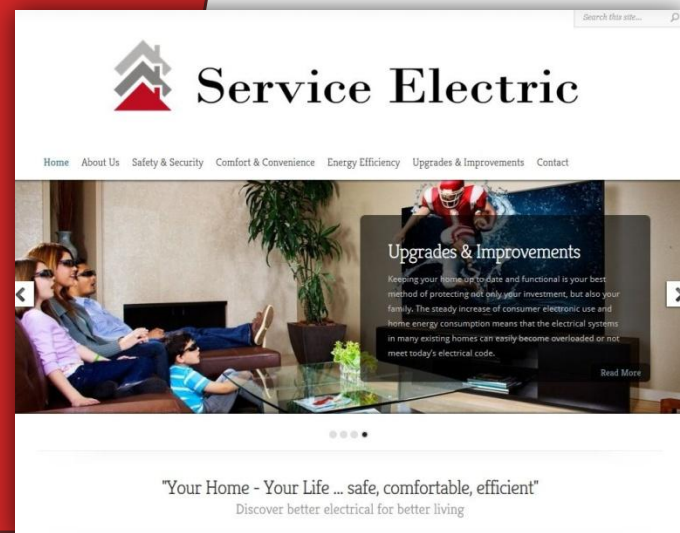 Search this site...
Service Electric
Home About Us Safety & Security Comfort & Convenience Energy Efficiency Upgrades & Improvements Contact
Upgrades & Improvements
Keeping your home up to date and functional is your best
method of protecting not only your investment, but also your
family. The steady increase of consumer electronic use and
home energy consumption means that the electrical systems
in many existing homes can easily become overloaded or not
meet today's electrical code.
Read More
"Your Home - Your Life ... safe, comfortable, efficient"
Discover better electrical for better living